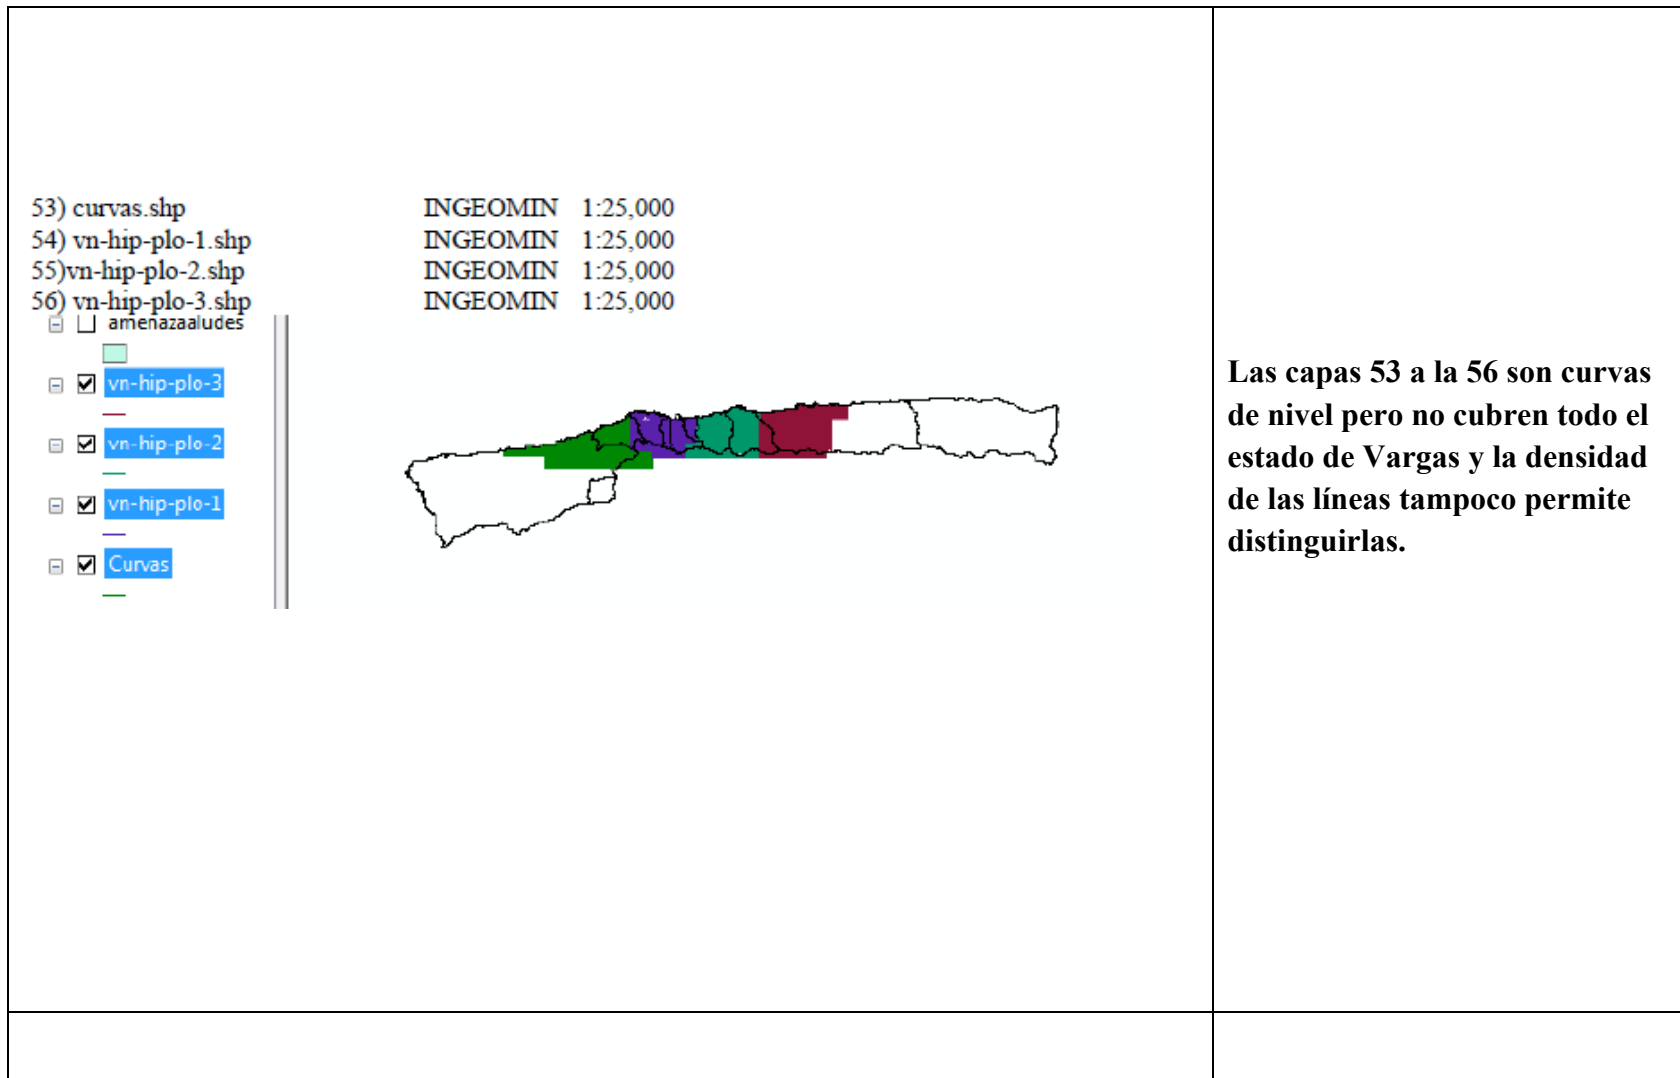 53) curvas.shp INGEOMIN 1:25,000
54) vn-hip-plo-1.shp INGEOMIN 1:25,000
55)vn-hip-plo-2.shp INGEOMIN 1:25,000
56) vn-hip-plo-3.shp INGEOMIN 1:25,000
amenazaaludes
vn-hip-plo-3
vn-hip-plo-2
vn-hip-plo-1
Curvas
Las capas 53 a la 56 son curvas
de nivel pero no cubren todo el
estado de Vargas y la densidad
de las líneas tampoco permite
distinguirlas.